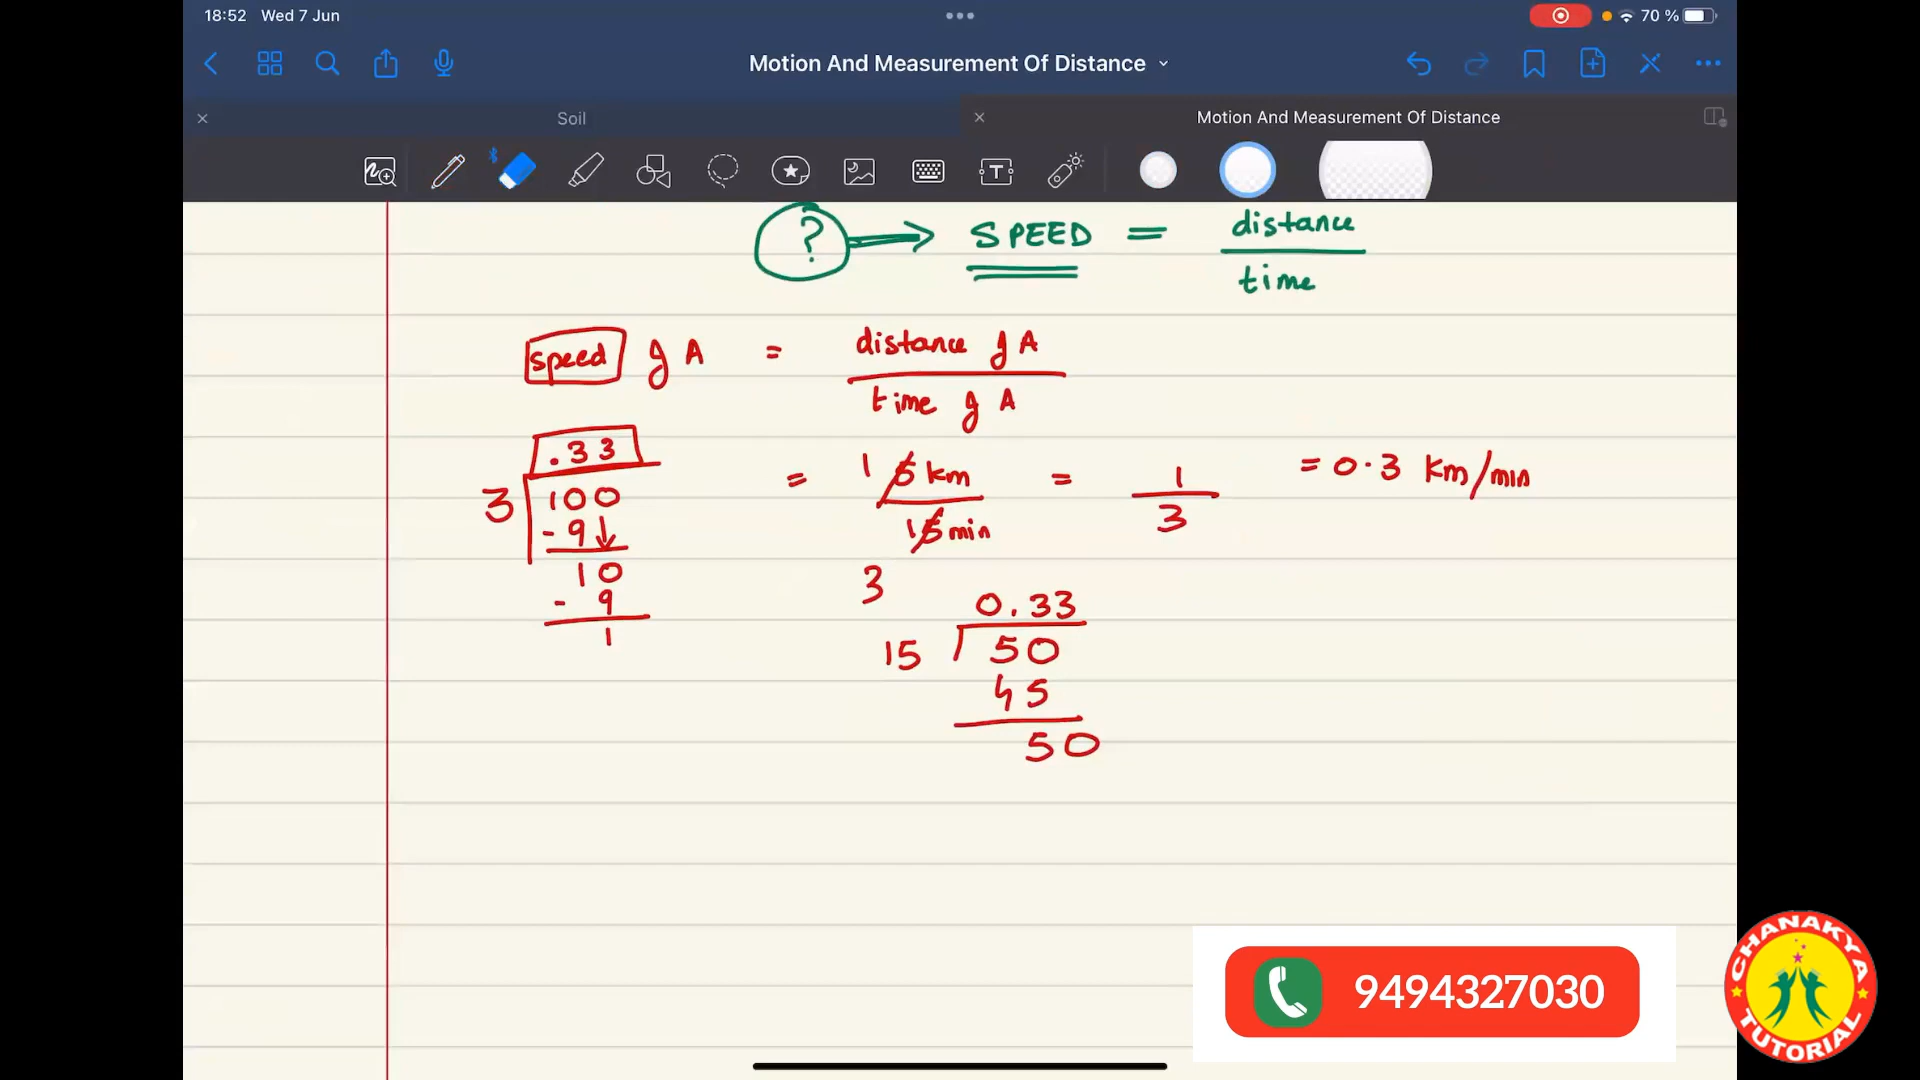 18:52 Wed 7 Jun
70 %
Motion And Measurement Of Distance
Soil
Motion And Measurement Of Distance
T
? → SPEED = distance / time
speed of A = distance of A / time of A
.33
3 100
- 9 ↓
10
- 9
1
= 1 5 km / 15 min 3 = 1 / 3 = 0.3 Km/min
0.33
15 50
45
50
9494327030
CHANAKYA TUTORIAL